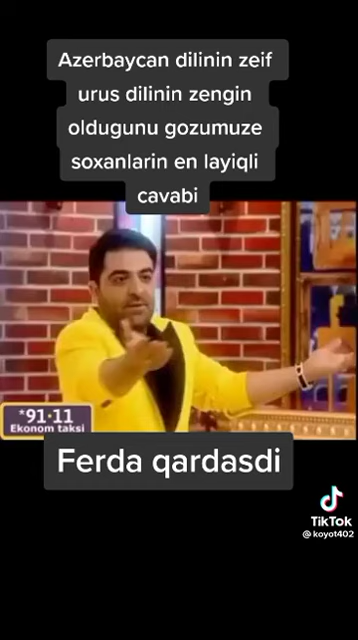 Azerbaycan dilinin zeif
urus dilinin zengin
oldugunu gozumuze
soxanlarin en layiqli
cavabi
*91·11
Ekonom taksi
Ferda qardasdi
TikTok
@ koyot402